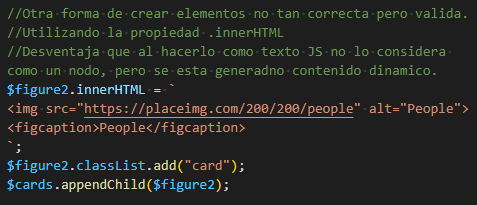 //Otra forma de crear elementos no tan correcta pero valida.
//Utilizando la propiedad .innerHTML
//Desventaja que al hacerlo como texto JS no lo considera
como un nodo, pero se esta generadno contenido dinamico.
$figure2.innerHTML = `
<img src="https://placeimg.com/200/200/people" alt="People">
<figcaption>People</figcaption>
`;
$figure2.classList.add("card");
$cards.appendChild($figure2);